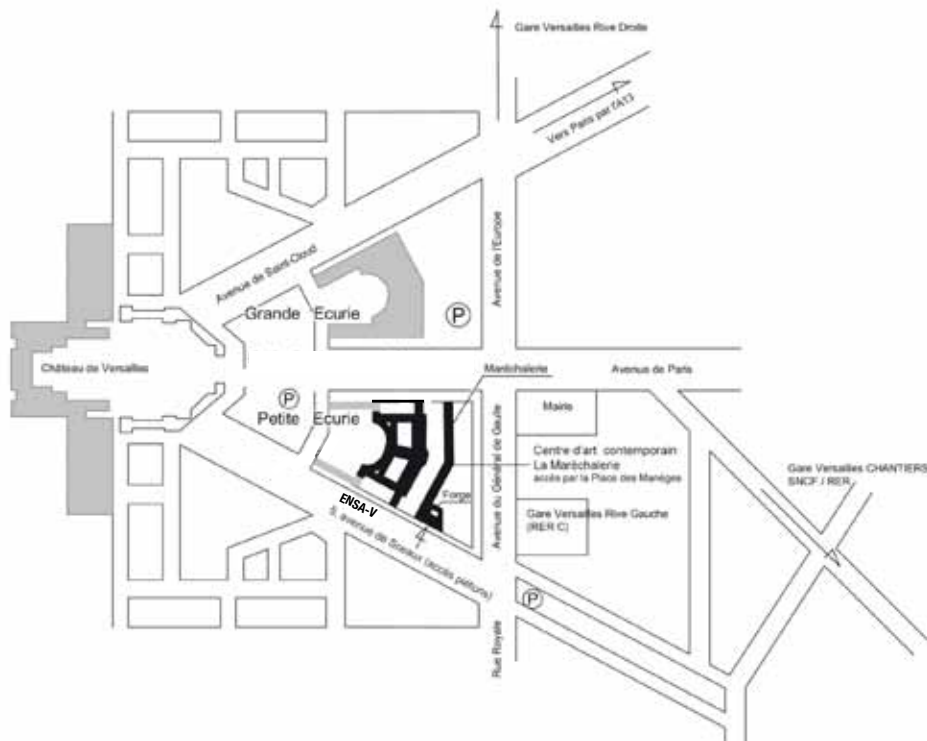 Gare Versailles Rive Droite
Vers Paris par l'A13
Avenue de l'Europe
Avenue de Saint-Cloud
Grande Ecurie
P
Château de Versailles
Maréchalerie
Avenue de Paris
P
Petite Ecurie
Mairie
Avenue du Général de Gaulle
Centre d'art contemporain
La Maréchalerie
accès par la Place des Manèges
Gare Versailles CHANTIERS
SNCF / RER
Forge
ENSA-V
5, avenue de Sceaux (accès piétons)
Gare Versailles Rive Gauche
(RER C)
P
Rue Royale